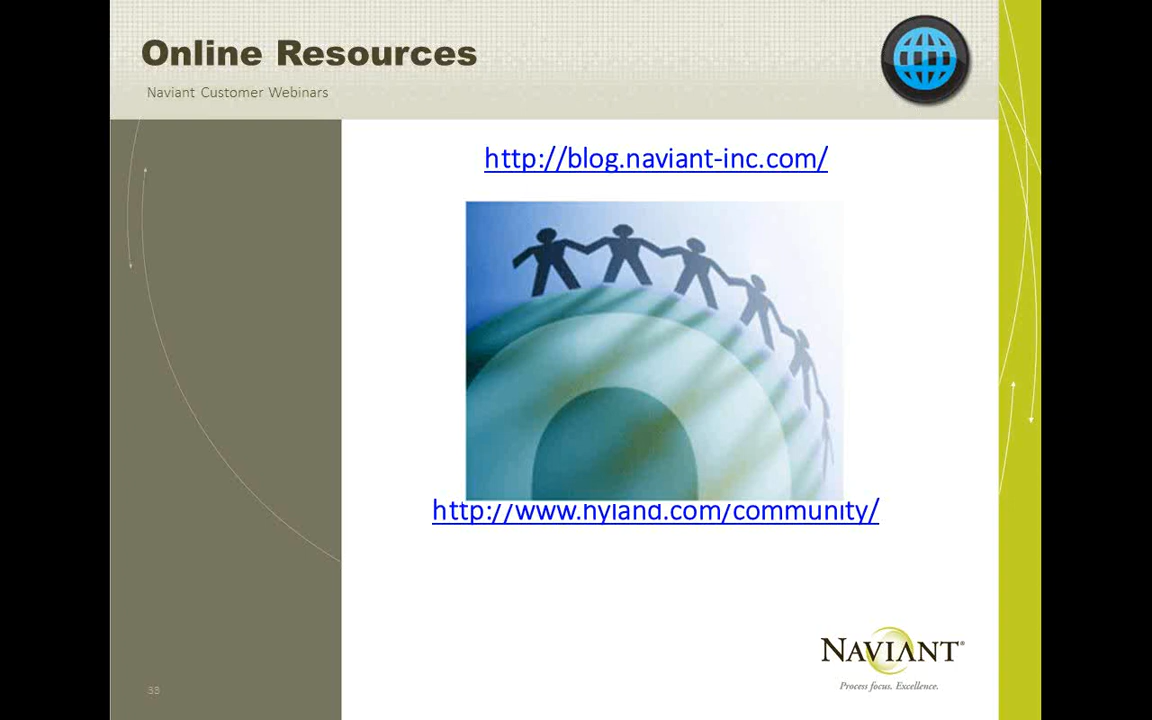 Online Resources
Naviant Customer Webinars
http://blog.naviant-inc.com/
http://www.hyland.com/community/
NAVIANT®
Process focus. Excellence.
33